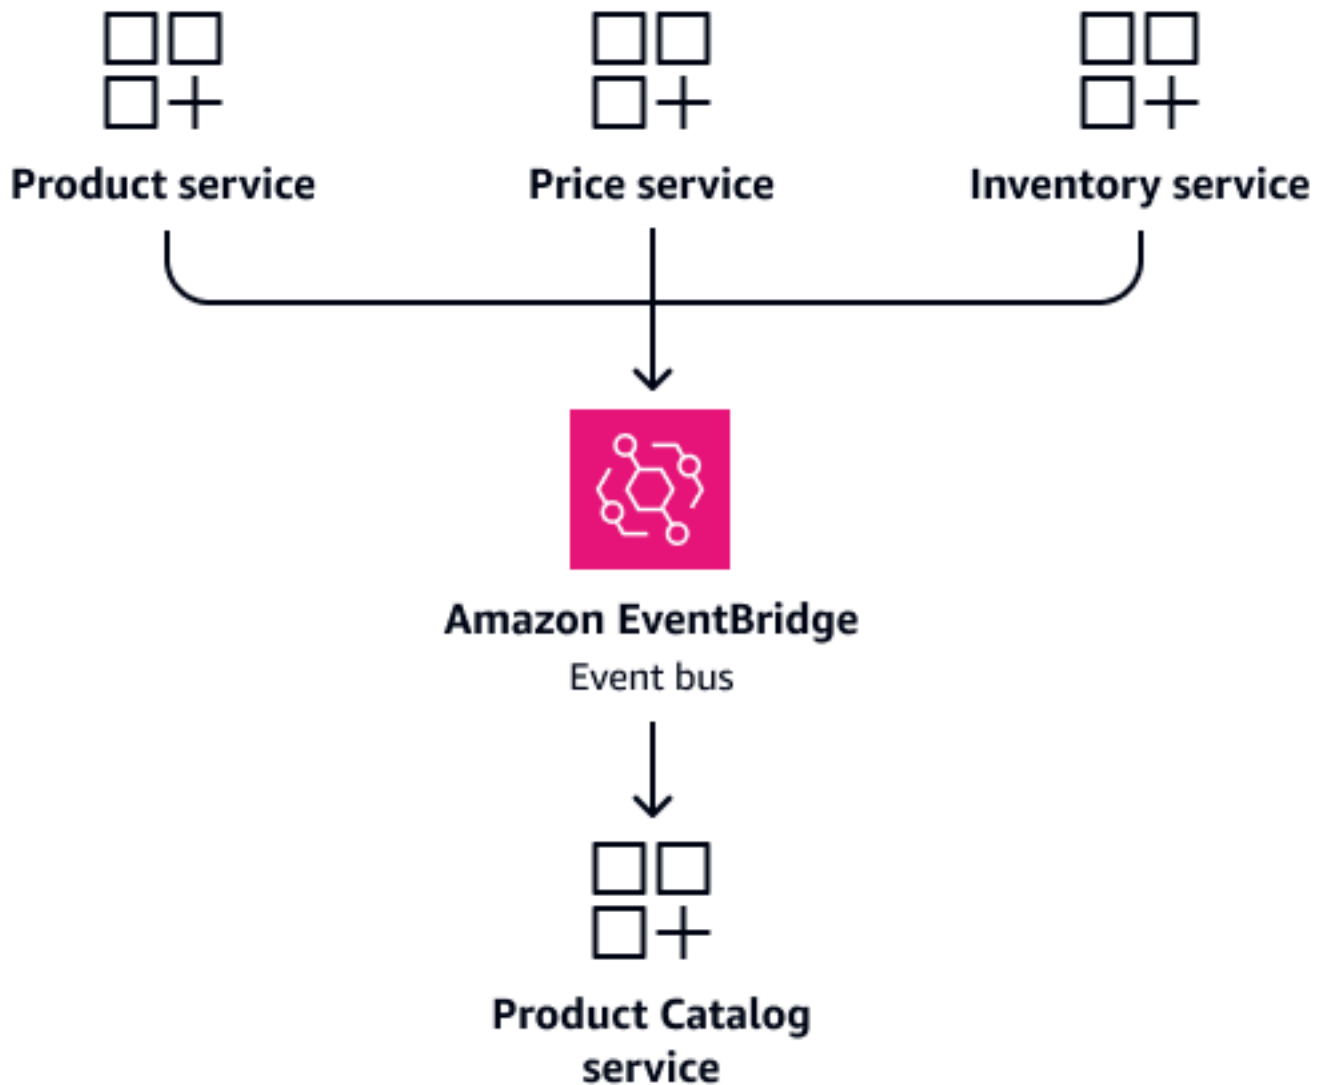 Product service
Price service
Inventory service
Amazon EventBridge
Event bus
Product Catalog
service